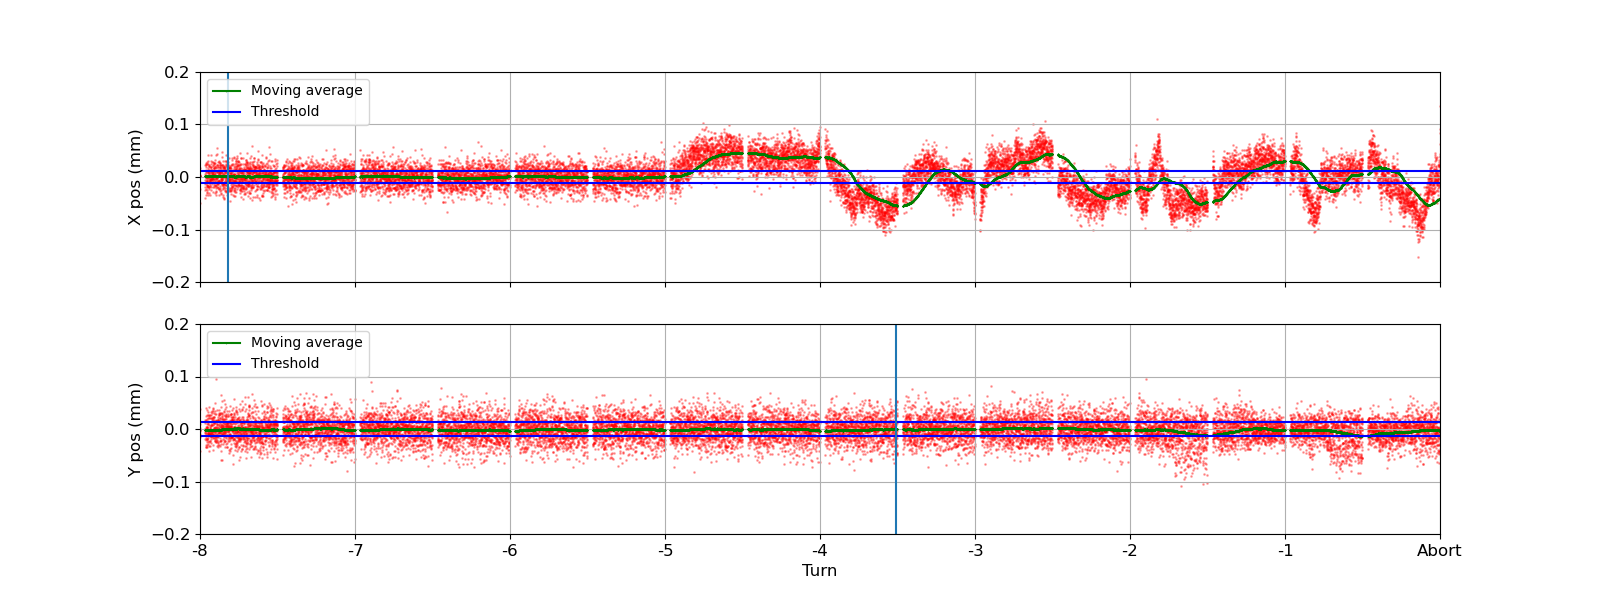 0.2
0.1
0.0
−0.1
−0.2
X pos (mm)
Moving average
Threshold
0.2
0.1
0.0
−0.1
−0.2
Y pos (mm)
Moving average
Threshold
-8 -7 -6 -5 -4 -3 -2 -1 Abort
Turn